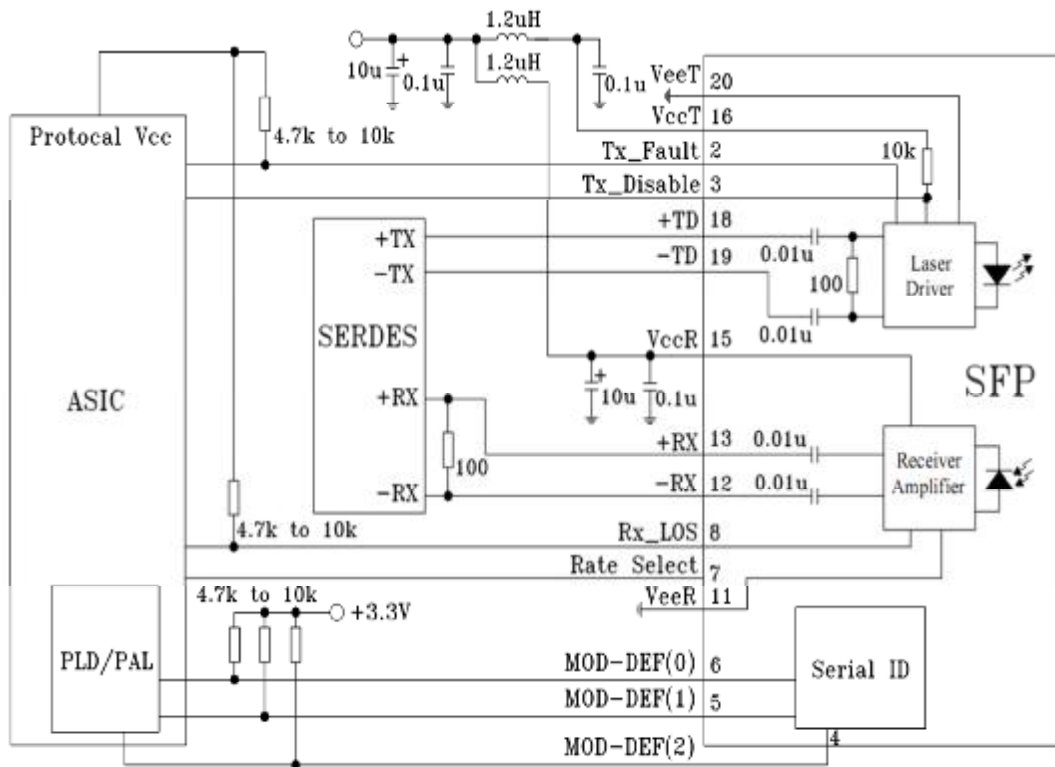 1.2uH
1.2uH
10u
+
0.1u
0.1u
VeeT 20
VccT 16
Protocal Vcc
4.7k to 10k
Tx_Fault 2
10k
Tx_Disable 3
+TD 18
+TX
-TD 19
0.01u
-TX
100
Laser
Driver
0.01u
SERDES
VccR 15
SFP
+
10u
0.1u
ASIC
+RX
+RX 13
0.01u
100
Receiver
Amplifier
-RX
-RX 12
0.01u
4.7k to 10k
Rx_LOS 8
Rate Select 7
4.7k to 10k
VeeR 11
+3.3V
PLD/PAL
MOD-DEF(0) 6
Serial ID
MOD-DEF(1) 5
MOD-DEF(2)
4